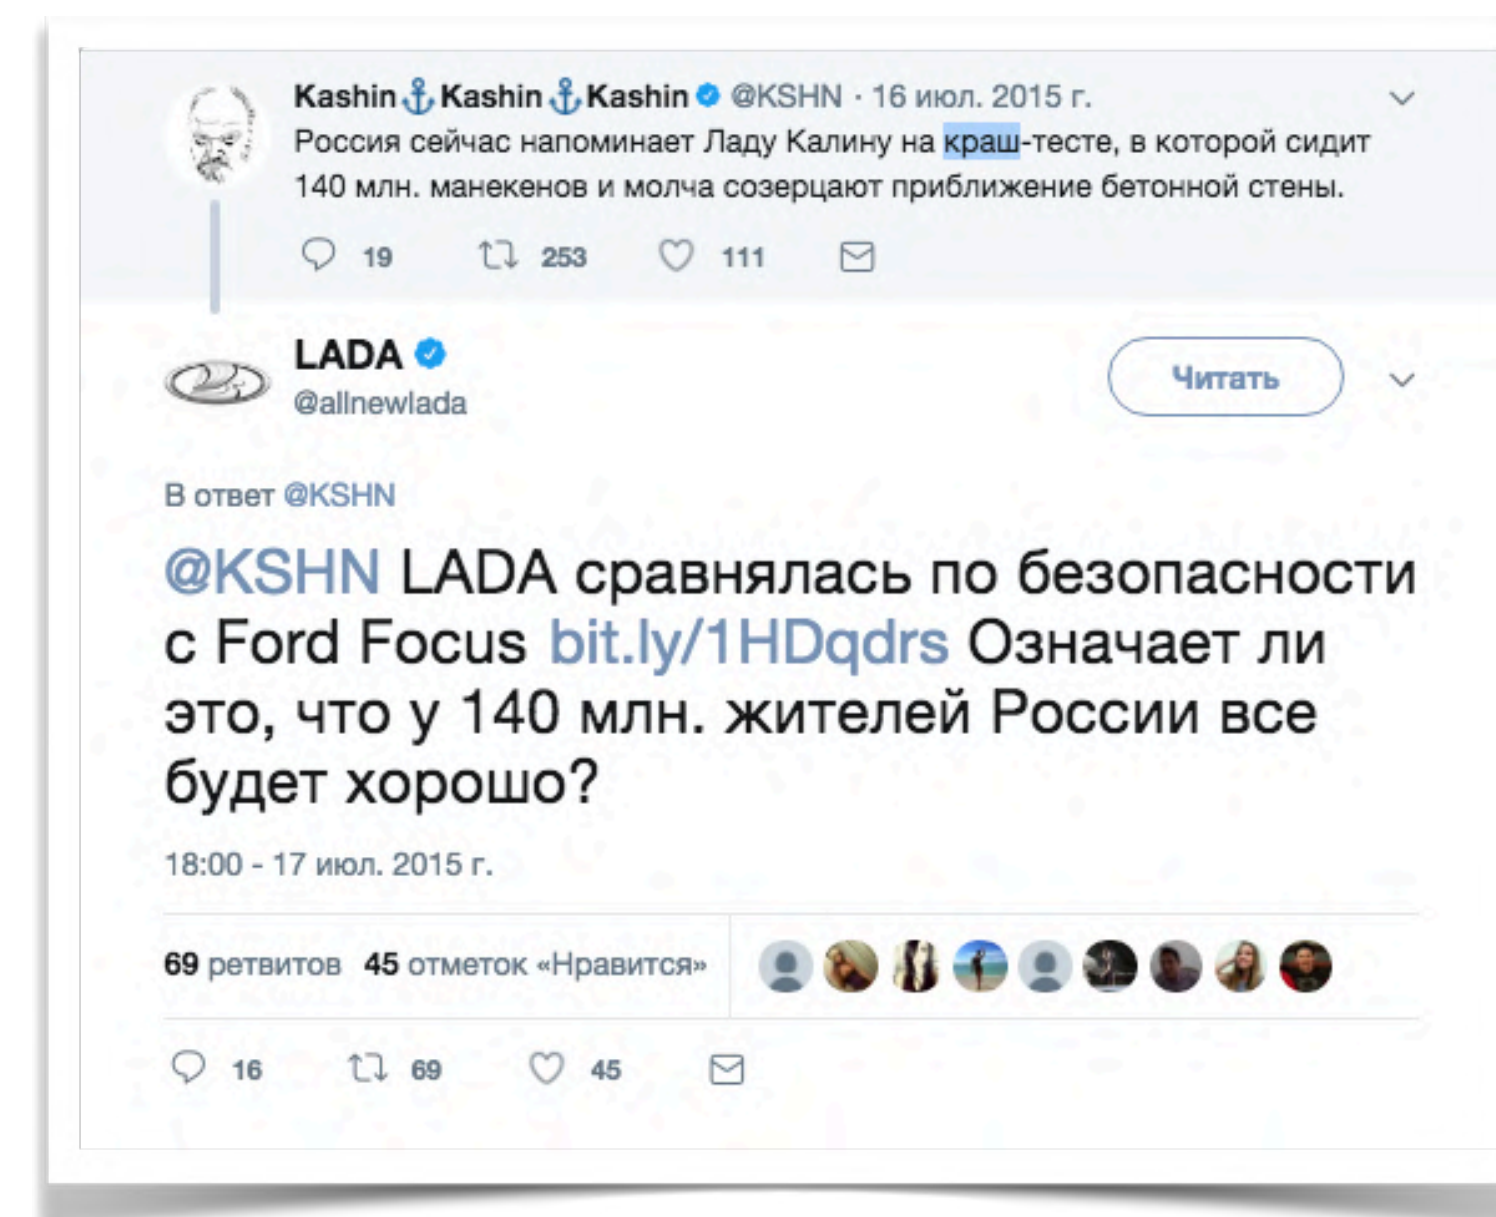 Kashin⚓Kashin⚓Kashin @KSHN · 16 июл. 2015 г.
Россия сейчас напоминает Ладу Калину на краш-тесте, в которой сидит
140 млн. манекенов и молча созерцают приближение бетонной стены.
19 253 111
LADA
@allnewlada
Читать
В ответ @KSHN
@KSHN LADA сравнялась по безопасности
с Ford Focus bit.ly/1HDqdrs Означает ли
это, что у 140 млн. жителей России все
будет хорошо?
18:00 - 17 июл. 2015 г.
69 ретвитов 45 отметок «Нравится»
16 69 45